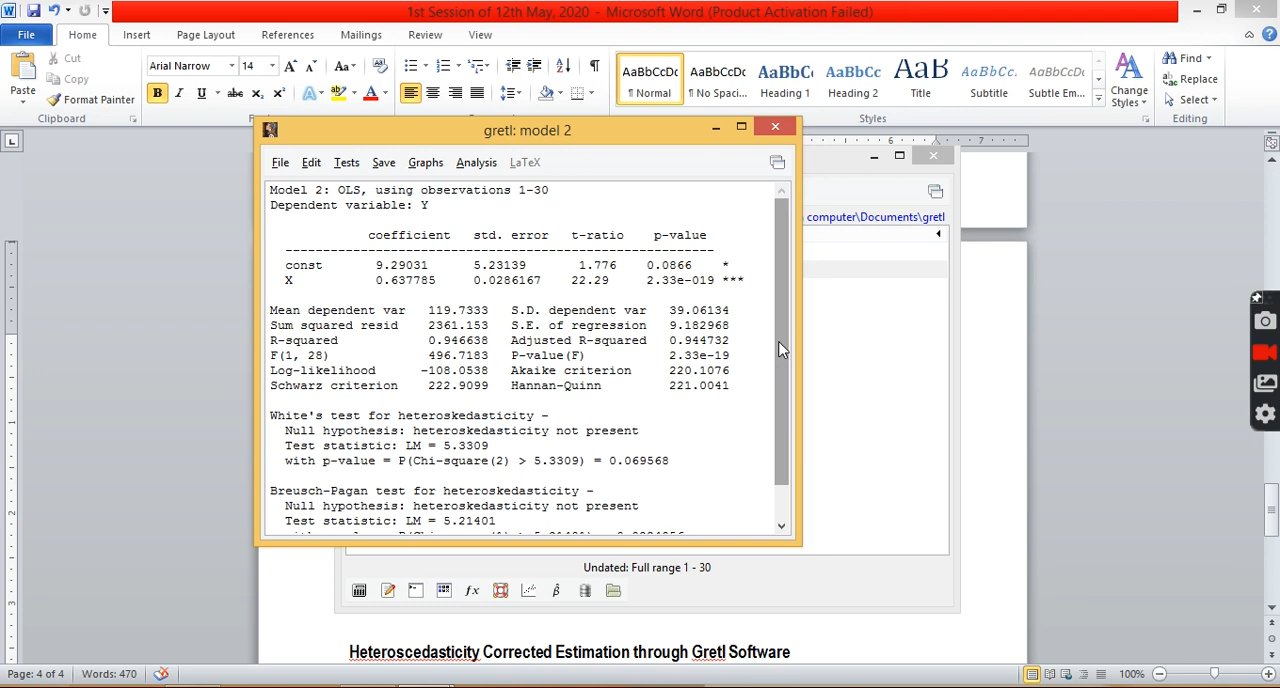 1st Session of 12th May, 2020 - Microsoft Word (Product Activation Failed)
File Home Insert Page Layout References Mailings Review View
Paste
Cut
Copy
Format Painter
Clipboard
Arial Narrow 14
Styles
AaBbCcDc AaBbCcDc AaBbC AaBbCc AaB AaBbCc. AaBbCcDc
¶ Normal ¶ No Spaci... Heading 1 Heading 2 Title Subtitle Subtle Em...
Change Styles
Find
Replace
Select
Editing
gretl: model 2
File Edit Tests Save Graphs Analysis LaTeX
Model 2: OLS, using observations 1-30
Dependent variable: Y
coefficient std. error t-ratio p-value
const 9.29031 5.23139 1.776 0.0866 *
X 0.637785 0.0286167 22.29 2.33e-019 ***
Mean dependent var 119.7333 S.D. dependent var 39.06134
Sum squared resid 2361.153 S.E. of regression 9.182968
R-squared 0.946638 Adjusted R-squared 0.944732
F(1, 28) 496.7183 P-value(F) 2.33e-19
Log-likelihood -108.0538 Akaike criterion 220.1076
Schwarz criterion 222.9099 Hannan-Quinn 221.0041
White's test for heteroskedasticity -
Null hypothesis: heteroskedasticity not present
Test statistic: LM = 5.3309
with p-value = P(Chi-square(2) > 5.3309) = 0.069568
Breusch-Pagan test for heteroskedasticity -
Null hypothesis: heteroskedasticity not present
Test statistic: LM = 5.21401
computer\Documents\gretl
Undated: Full range 1 - 30
Heteroscedasticity Corrected Estimation through Gretl Software
Page: 4 of 4 Words: 470 100%